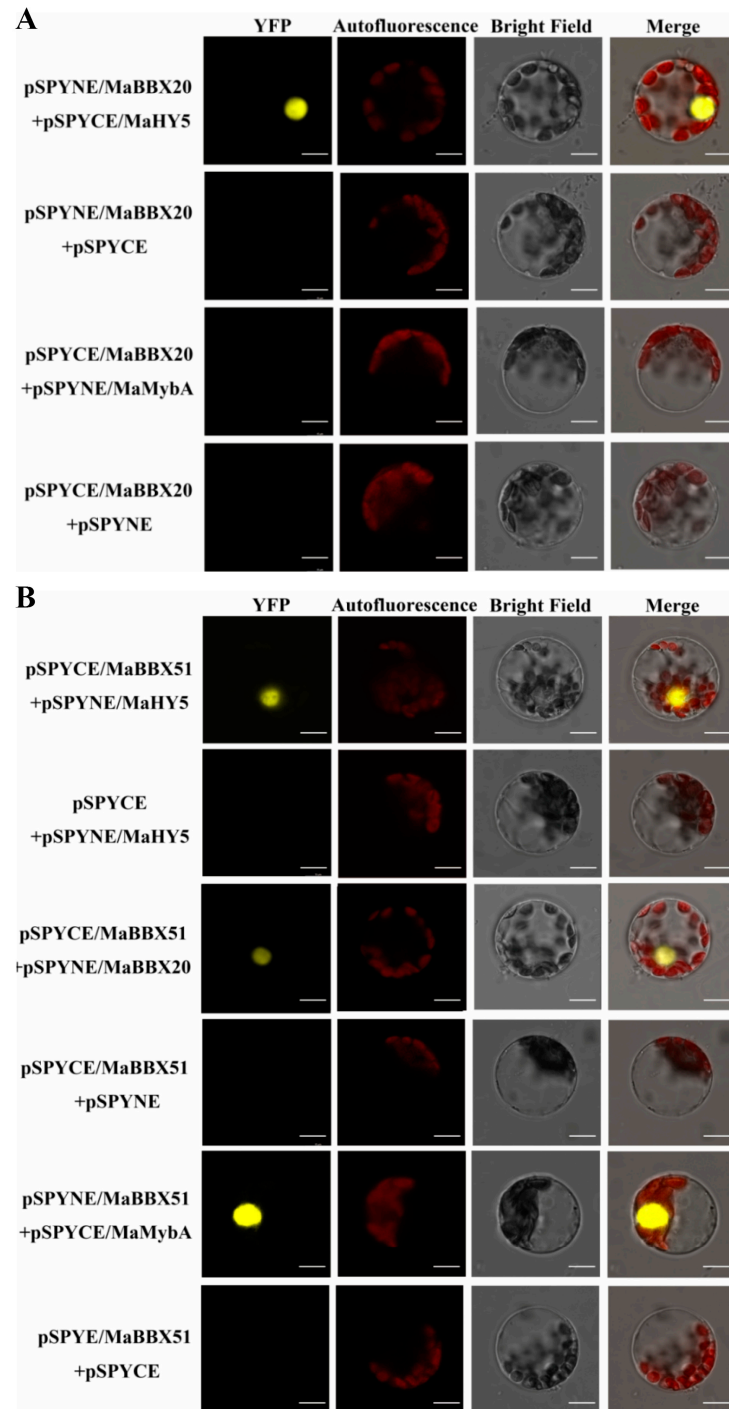 A
YFP Autofluorescence Bright Field Merge
pSPYNE/MaBBX20
+pSPYCE/MaHY5
pSPYNE/MaBBX20
+pSPYCE
pSPYCE/MaBBX20
+pSPYNE/MaMybA
pSPYCE/MaBBX20
+pSPYNE
B
YFP Autofluorescence Bright Field Merge
pSPYCE/MaBBX51
+pSPYNE/MaHY5
pSPYCE
+pSPYNE/MaHY5
pSPYCE/MaBBX51
+pSPYNE/MaBBX20
pSPYCE/MaBBX51
+pSPYNE
pSPYNE/MaBBX51
+pSPYCE/MaMybA
pSPYE/MaBBX51
+pSPYCE